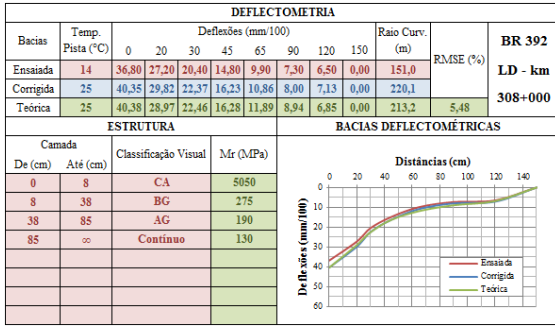 DEFLECTOMETRIA
Bacias Temp. Pista (°C) Deflexões (mm/100) Raio Curv. (m) RMSE (%) BR 392
0 20 30 45 65 90 120 150
Ensaiada 14 36,80 27,20 20,40 14,80 9,90 7,30 6,50 0,00 151,0 LD - km
Corrigida 25 40,35 29,82 22,37 16,23 10,86 8,00 7,13 0,00 220,1 308+000
Teórica 25 40,38 28,97 22,46 16,28 11,89 8,94 6,85 0,00 213,2 5,48
ESTRUTURA
Camada Classificação Visual Mr (MPa)
De (cm) Até (cm)
0 8 CA 5050
8 38 BG 275
38 85 AG 190
85 ∞ Contínuo 130
BACIAS DEFLECTOMÉTRICAS
Distâncias (cm)
0 20 40 60 80 100 120 140
Deflexões (mm/100)
0
10
20
30
40
50
60
Ensaiada
Corrigida
Teórica